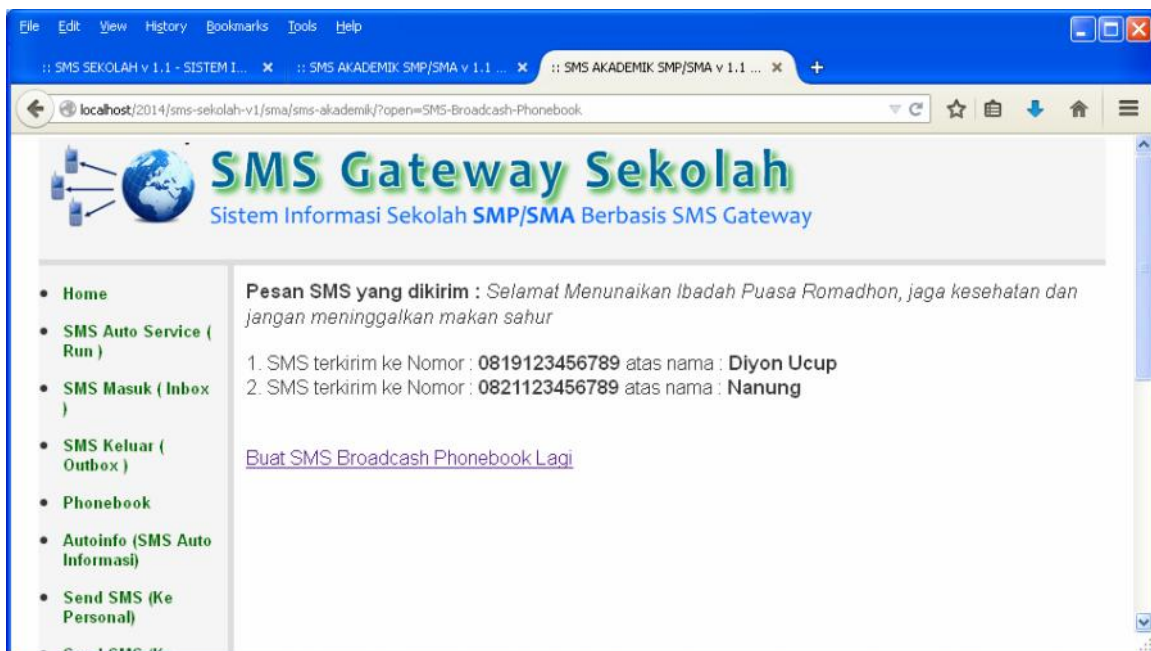 File Edit View History Bookmarks Tools Help
:: SMS SEKOLAH v 1.1 - SISTEM I... :: SMS AKADEMIK SMP/SMA v 1.1 ... :: SMS AKADEMIK SMP/SMA v 1.1 ...
localhost/2014/sms-sekolah-v1/sma/sms-akademik/?open=SMS-Broadcash-Phonebook
SMS Gateway Sekolah
Sistem Informasi Sekolah SMP/SMA Berbasis SMS Gateway
Home
SMS Auto Service (
Run )
SMS Masuk ( Inbox
)
SMS Keluar (
Outbox )
Phonebook
Autoinfo (SMS Auto
Informasi)
Send SMS (Ke
Personal)
Pesan SMS yang dikirim : Selamat Menunaikan Ibadah Puasa Romadhon, jaga kesehatan dan
jangan meninggalkan makan sahur
1. SMS terkirim ke Nomor : 0819123456789 atas nama : Diyon Ucup
2. SMS terkirim ke Nomor : 0821123456789 atas nama : Nanung
Buat SMS Broadcash Phonebook Lagi